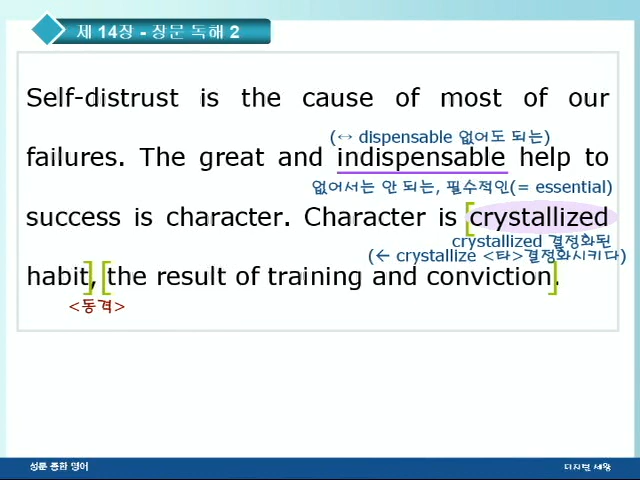 제 14장 - 장문 독해 2
Self-distrust is the cause of most of our
(↔ dispensable 없어도 되는)
failures. The great and indispensable help to
없어서는 안 되는, 필수적인(= essential)
success is character. Character is [crystallized
crystallized 결정화된
(← crystallize <타>결정화시키다)
habit], [the result of training and conviction].
<동격>
성문 종합 영어
디지털 세왕